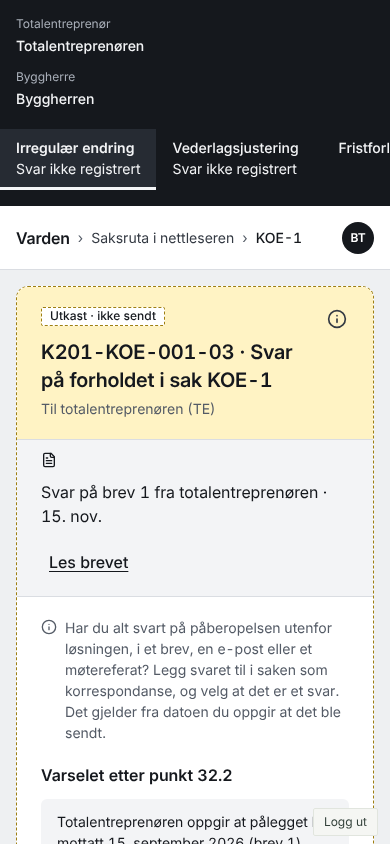 Totalentreprenør
Totalentreprenøren
Byggherre
Byggherren
Irregulær endring
Svar ikke registrert
Vederlagsjustering
Svar ikke registrert
Varden › Saksruta i nettleseren › KOE-1
BT
Utkast · ikke sendt
K201-KOE-001-03 · Svar
på forholdet i sak KOE-1
Til totalentreprenøren (TE)
Svar på brev 1 fra totalentreprenøren ·
15. nov.
Les brevet
Har du alt svart på påberopelsen utenfor
løsningen, i et brev, en e-post eller et
møtereferat? Legg svaret til i saken som
korrespondanse, og velg at det er et svar.
Det gjelder fra datoen du oppgir at det ble
sendt.
Varselet etter punkt 32.2
Totalentreprenøren oppgir at pålegget
mottatt 15. september 2026 (brev 1)
Logg ut